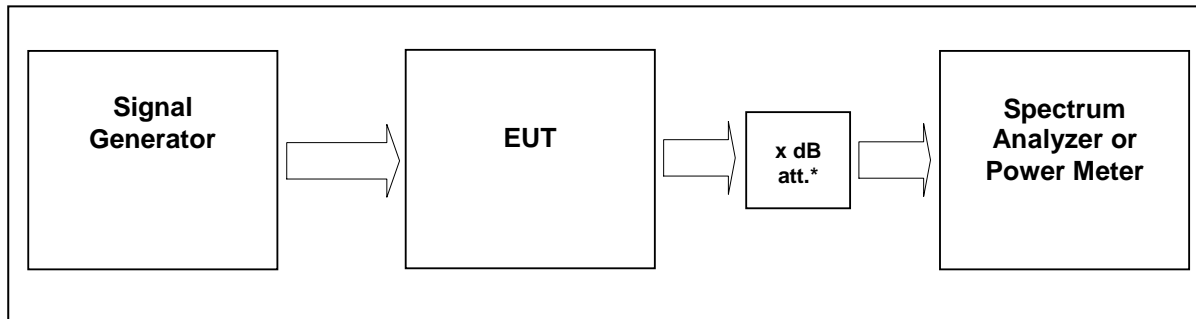 Signal
Generator
EUT
x dB
att.*
Spectrum
Analyzer or
Power Meter